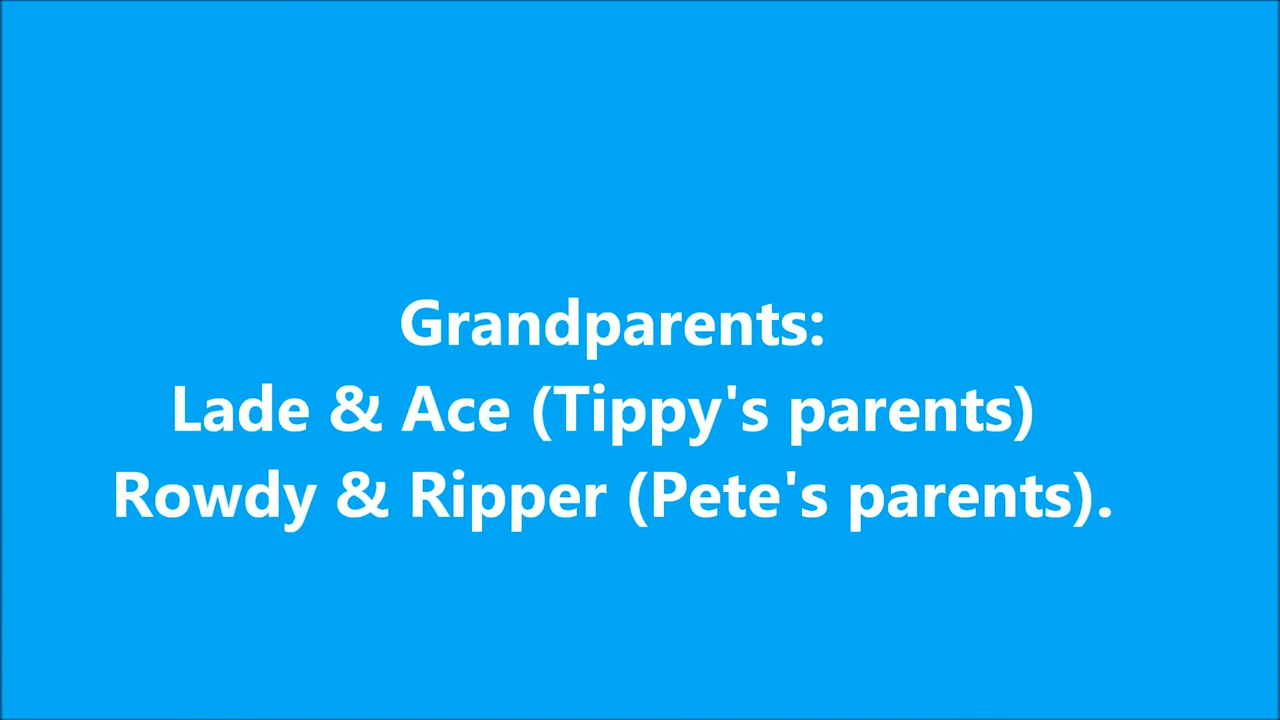 Grandparents:
Lade & Ace (Tippy's parents)
Rowdy & Ripper (Pete's parents).